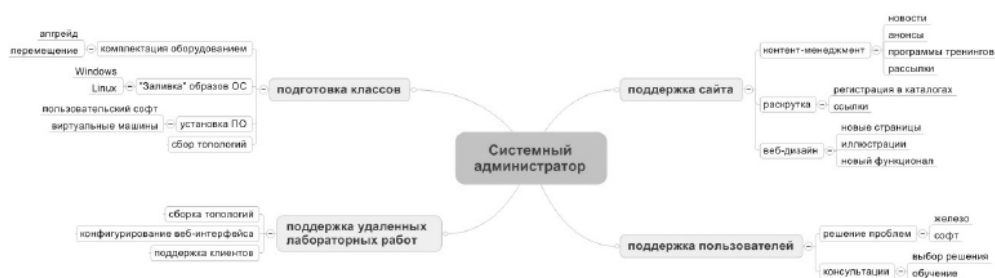 Системный
администратор
подготовка классов
комплектация оборудованием
апгрейд
перемещение
"Заливка" образов ОС
Windows
Linux
установка ПО
пользовательский софт
виртуальные машины
сбор топологий
поддержка удаленных
лабораторных работ
сборка топологий
конфигурирование веб-интерфейса
поддержка клиентов
поддержка сайта
контент-менеджмент
новости
анонсы
программы тренингов
рассылки
раскрутка
регистрация в каталогах
ссылки
веб-дизайн
новые страницы
иллюстрации
новый функционал
поддержка пользователей
решение проблем
железо
софт
консультации
выбор решения
обучение